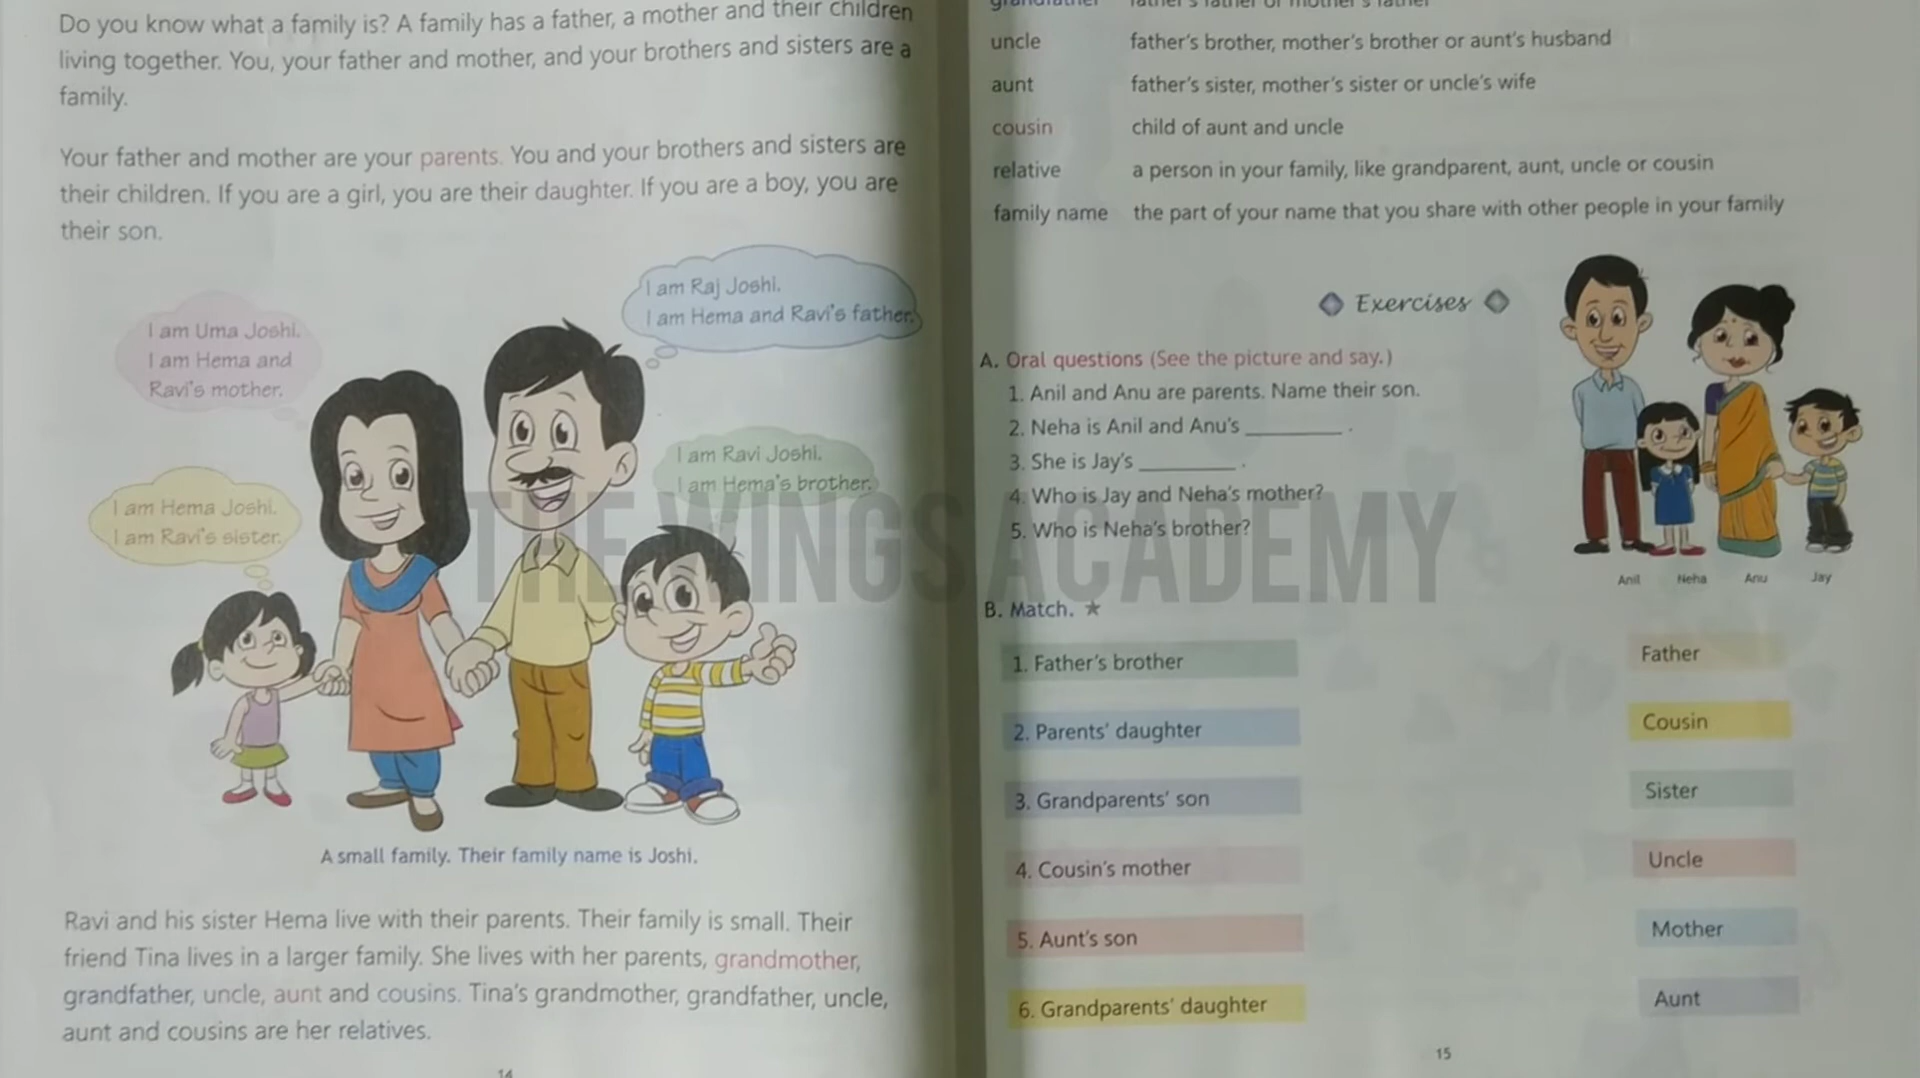 Do you know what a family is? A family has a father, a mother and their children
living together. You, your father and mother, and your brothers and sisters are a
family.
Your father and mother are your parents. You and your brothers and sisters are
their children. If you are a girl, you are their daughter. If you are a boy, you are
their son.
I am Uma Joshi.
I am Hema and
Ravi's mother.
I am Raj Joshi.
I am Hema and Ravi's father.
I am Hema Joshi.
I am Ravi's sister.
I am Ravi Joshi.
I am Hema's brother.
A small family. Their family name is Joshi.
Ravi and his sister Hema live with their parents. Their family is small. Their
friend Tina lives in a larger family. She lives with her parents, grandmother,
grandfather, uncle, aunt and cousins. Tina's grandmother, grandfather, uncle,
aunt and cousins are her relatives.
14
grandfather father's father or mother's father
uncle father's brother, mother's brother or aunt's husband
aunt father's sister, mother's sister or uncle's wife
cousin child of aunt and uncle
relative a person in your family, like grandparent, aunt, uncle or cousin
family name the part of your name that you share with other people in your family
Exercises
A. Oral questions (See the picture and say.)
1. Anil and Anu are parents. Name their son.
2. Neha is Anil and Anu's ________ .
3. She is Jay's ________ .
4. Who is Jay and Neha's mother?
5. Who is Neha's brother?
Anil Neha Anu Jay
B. Match. ★
1. Father's brother Father
2. Parents' daughter Cousin
3. Grandparents' son Sister
4. Cousin's mother Uncle
5. Aunt's son Mother
6. Grandparents' daughter Aunt
15
THE WINGS ACADEMY